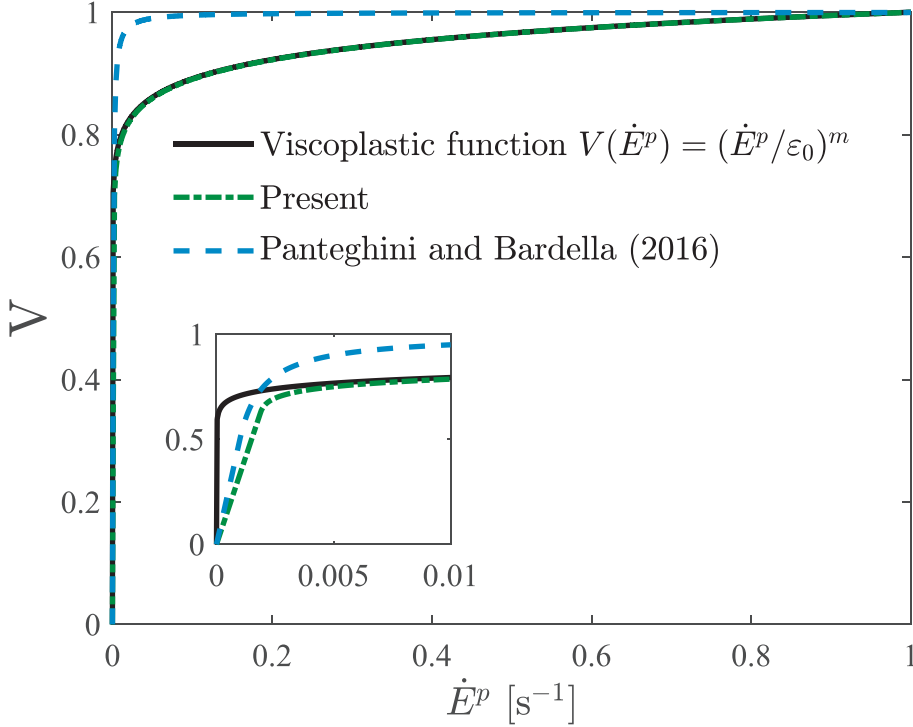 1
0.8
0.6
0.4
0.2
0
V
Viscoplastic function V(Ė^p) = (Ė^p/ε₀)^m
Present
Panteghini and Bardella (2016)
1
0.5
0
0 0.005 0.01
0 0.2 0.4 0.6 0.8 1
Ė^p [s⁻¹]